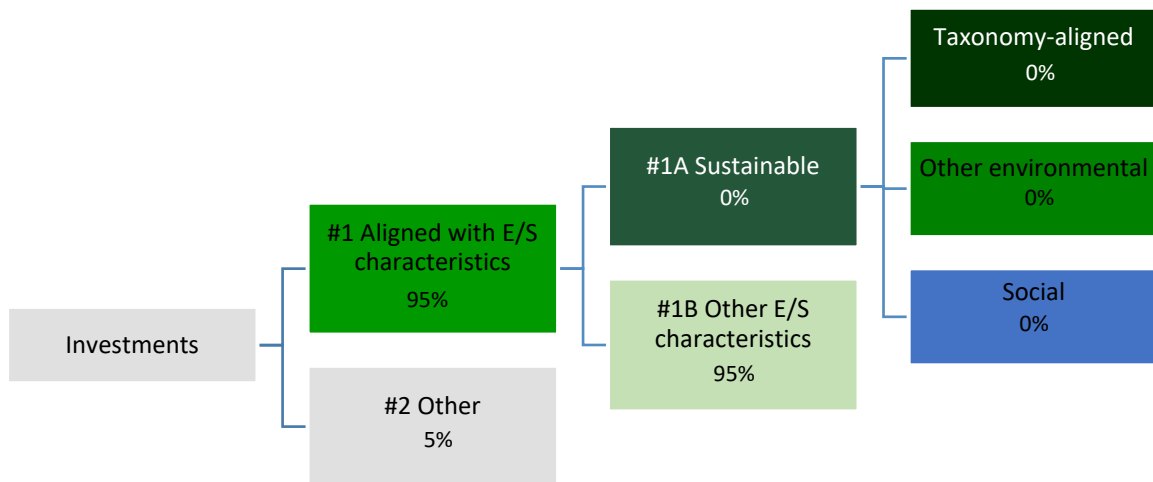 Investments
#1 Aligned with E/S
characteristics
95%
#2 Other
5%
#1A Sustainable
0%
#1B Other E/S
characteristics
95%
Taxonomy-aligned
0%
Other environmental
0%
Social
0%